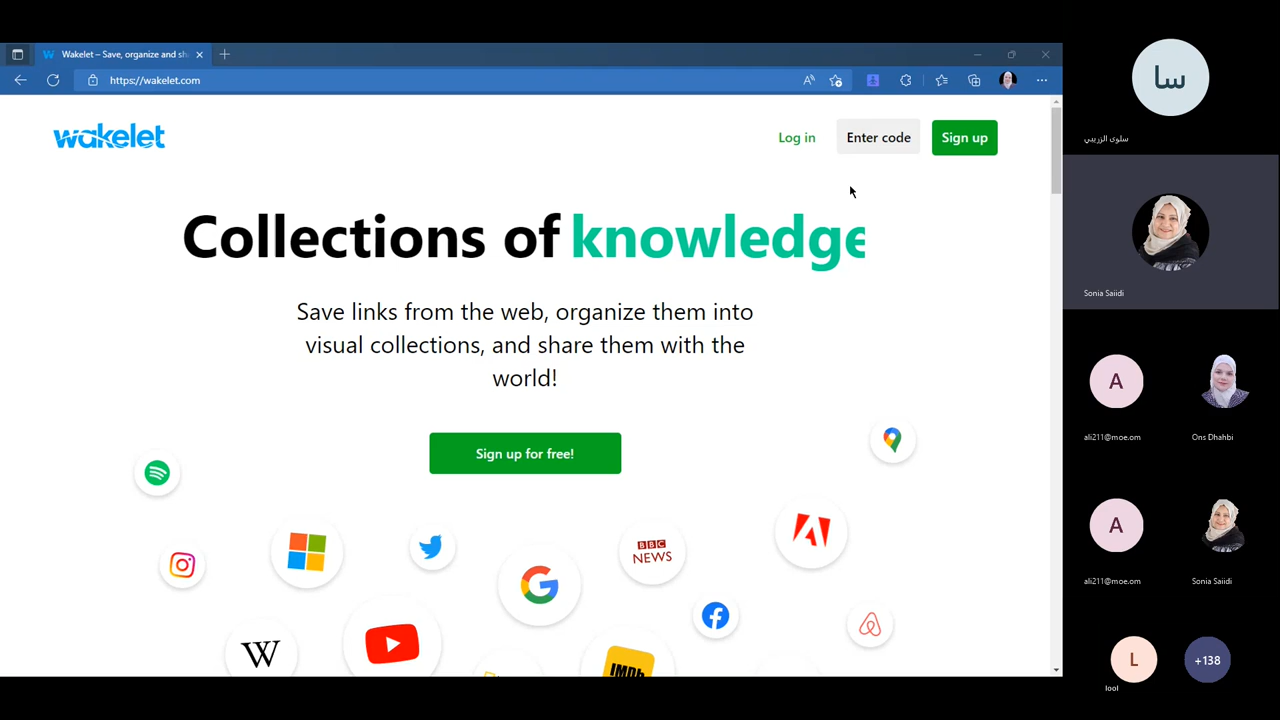 Wakelet – Save, organize and sh
https://wakelet.com
wakelet
Log in
Enter code
Sign up
Collections of knowledge
Save links from the web, organize them into
visual collections, and share them with the
world!
Sign up for free!
BBC
NEWS
W
IMDb
سا
سلوى الزريبي
Sonia Saiidi
A
ali211@moe.om
Ons Dhahbi
A
ali211@moe.om
Sonia Saiidi
L
lool
+138